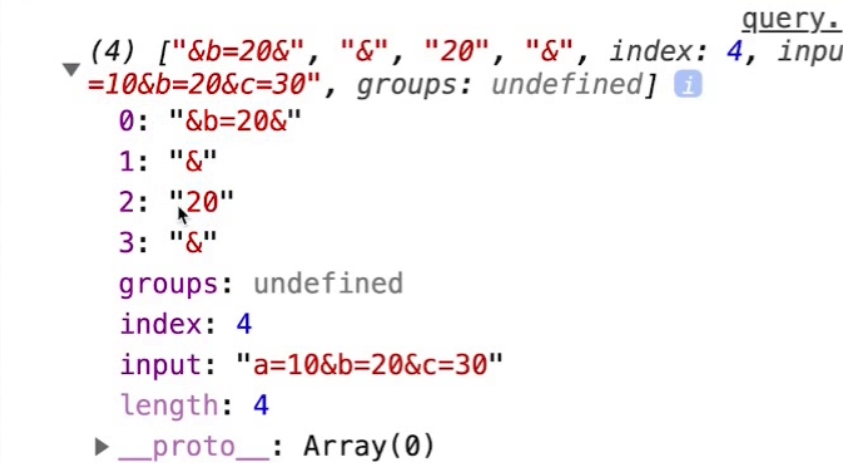 query.
(4) ["&b=20&", "&", "20", "&", index: 4, inpu
=10&b=20&c=30", groups: undefined] i
0: "&b=20&"
1: "&"
2: "20"
3: "&"
groups: undefined
index: 4
input: "a=10&b=20&c=30"
length: 4
__proto__: Array(0)